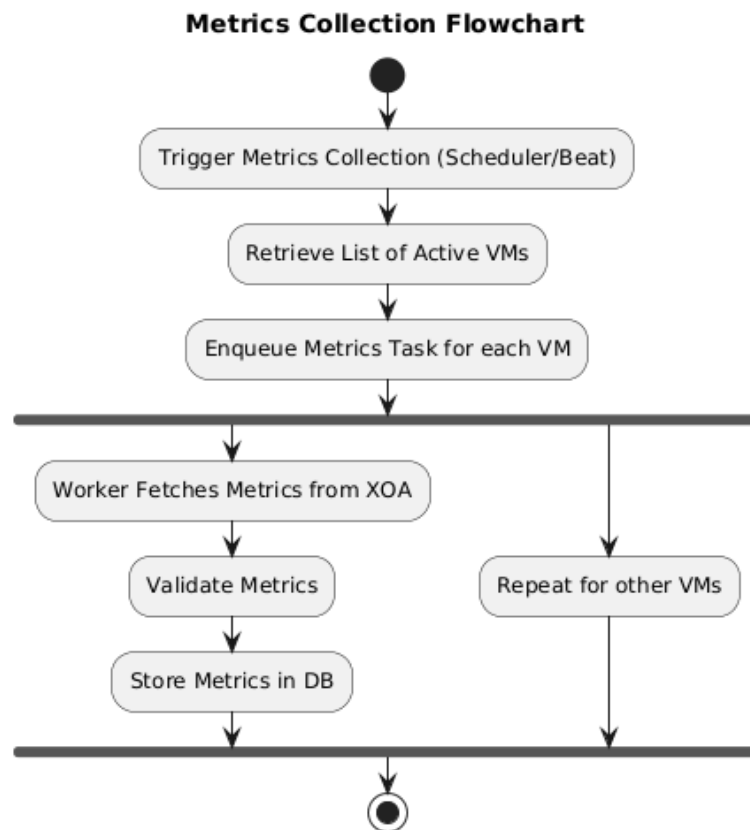 Metrics Collection Flowchart
Trigger Metrics Collection (Scheduler/Beat)
Retrieve List of Active VMs
Enqueue Metrics Task for each VM
Worker Fetches Metrics from XOA
Validate Metrics
Repeat for other VMs
Store Metrics in DB